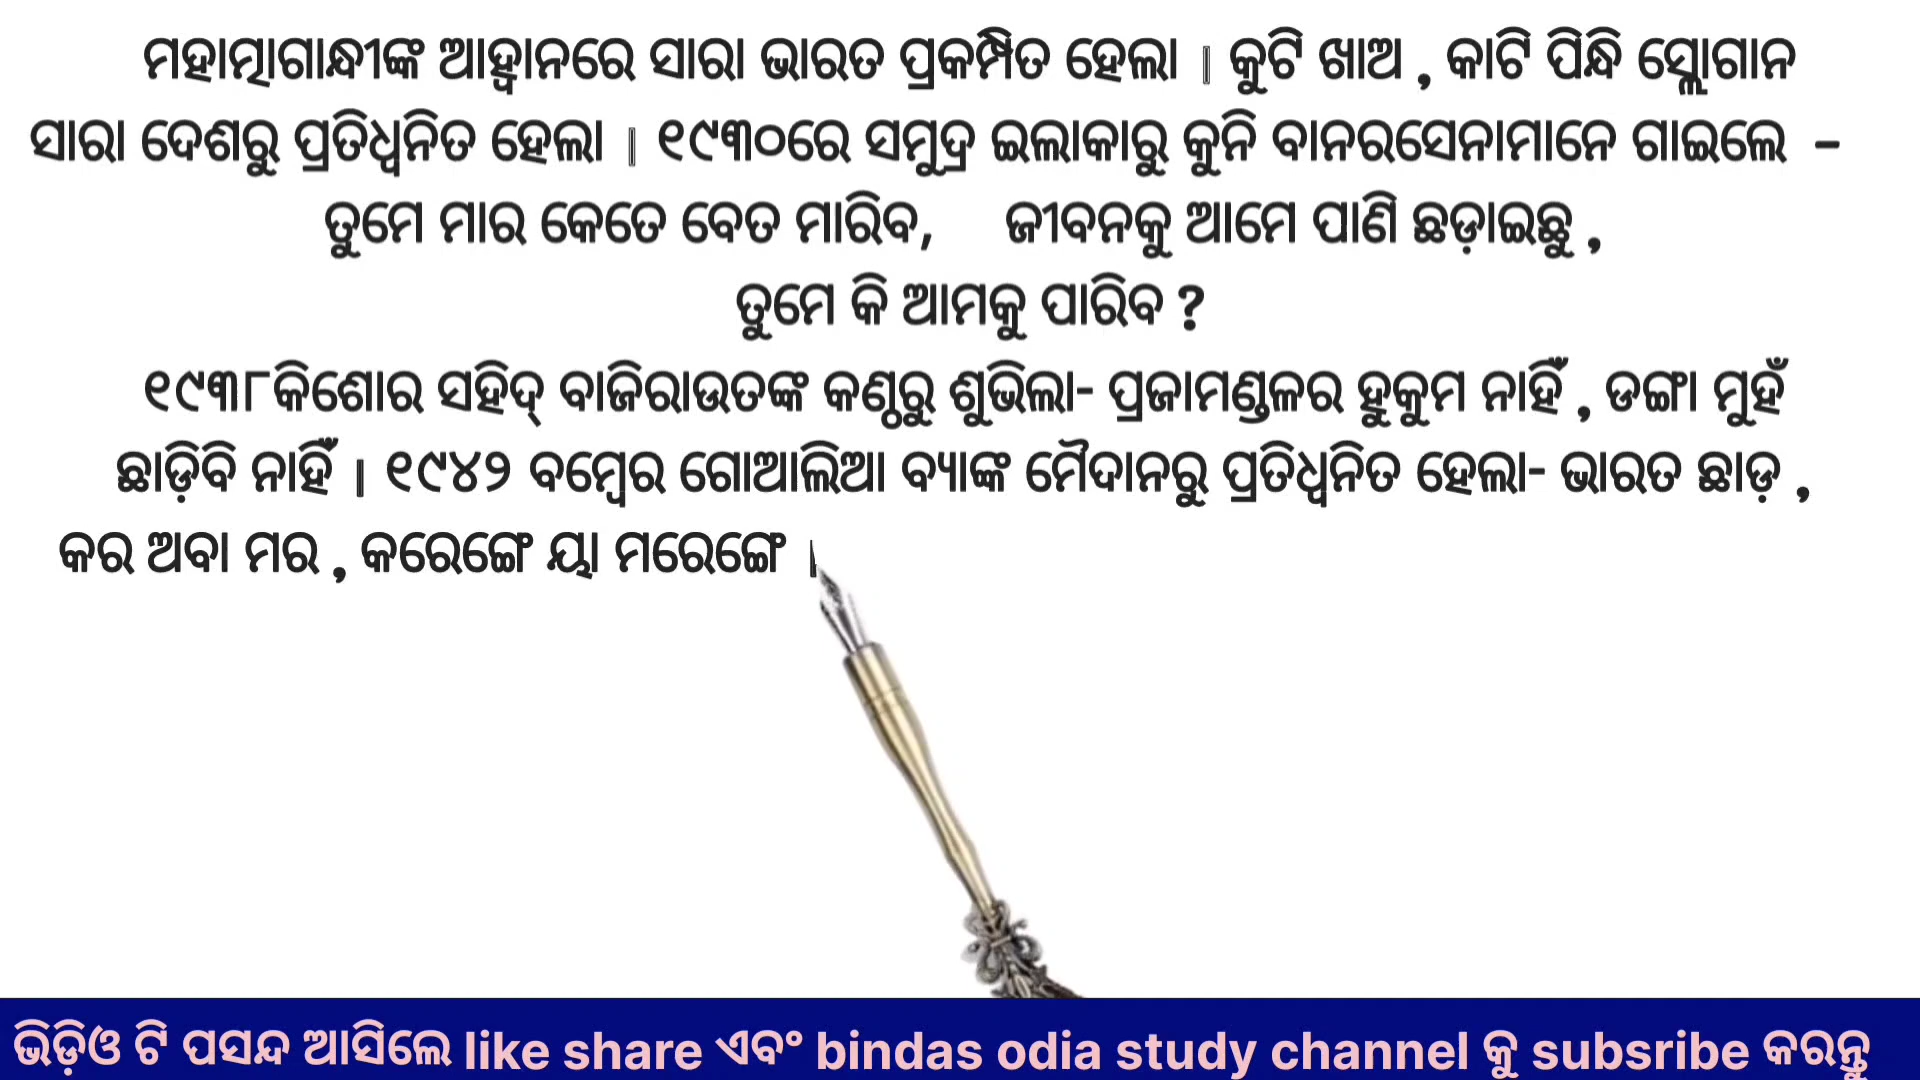 ମହାତ୍ମାଗାନ୍ଧୀଙ୍କ ଆହ୍ୱାନରେ ସାରା ଭାରତ ପ୍ରକମ୍ପିତ ହେଲା । କୁଟି ଖାଅ , କାଟି ପିନ୍ଧି ସ୍ଲୋଗାନ
ସାରା ଦେଶରୁ ପ୍ରତିଧ୍ୱନିତ ହେଲା । ୧୯୩୦ରେ ସମୁଦ୍ର ଇଲାକାରୁ କୁନି ବାନରସେନାମାନେ ଗାଇଲେ –
ତୁମେ ମାର କେତେ ବେତ ମାରିବ, ଜୀବନକୁ ଆମେ ପାଣି ଛଡ଼ାଇଛୁ ,
ତୁମେ କି ଆମକୁ ପାରିବ ?
୧୯୩୮କିଶୋର ସହିଦ୍ ବାଜିରାଉତଙ୍କ କଣ୍ଠରୁ ଶୁଭିଲା- ପ୍ରଜାମଣ୍ଡଳର ହୁକୁମ ନାହିଁ , ଡଙ୍ଗା ମୁହଁ
ଛାଡ଼ିବି ନାହିଁ । ୧୯୪୨ ବମ୍ବେର ଗୋଆଲିଆ ବ୍ୟାଙ୍କ ମୈଦାନରୁ ପ୍ରତିଧ୍ୱନିତ ହେଲା- ଭାରତ ଛାଡ଼ ,
କର ଅବା ମର , କରେଙ୍ଗେ ୟା ମରେଙ୍ଗେ ।
ଭିଡ଼ିଓ ଟି ପସନ୍ଦ ଆସିଲେ like share ଏବଂ bindas odia study channel କୁ subsribe କରନ୍ତୁ